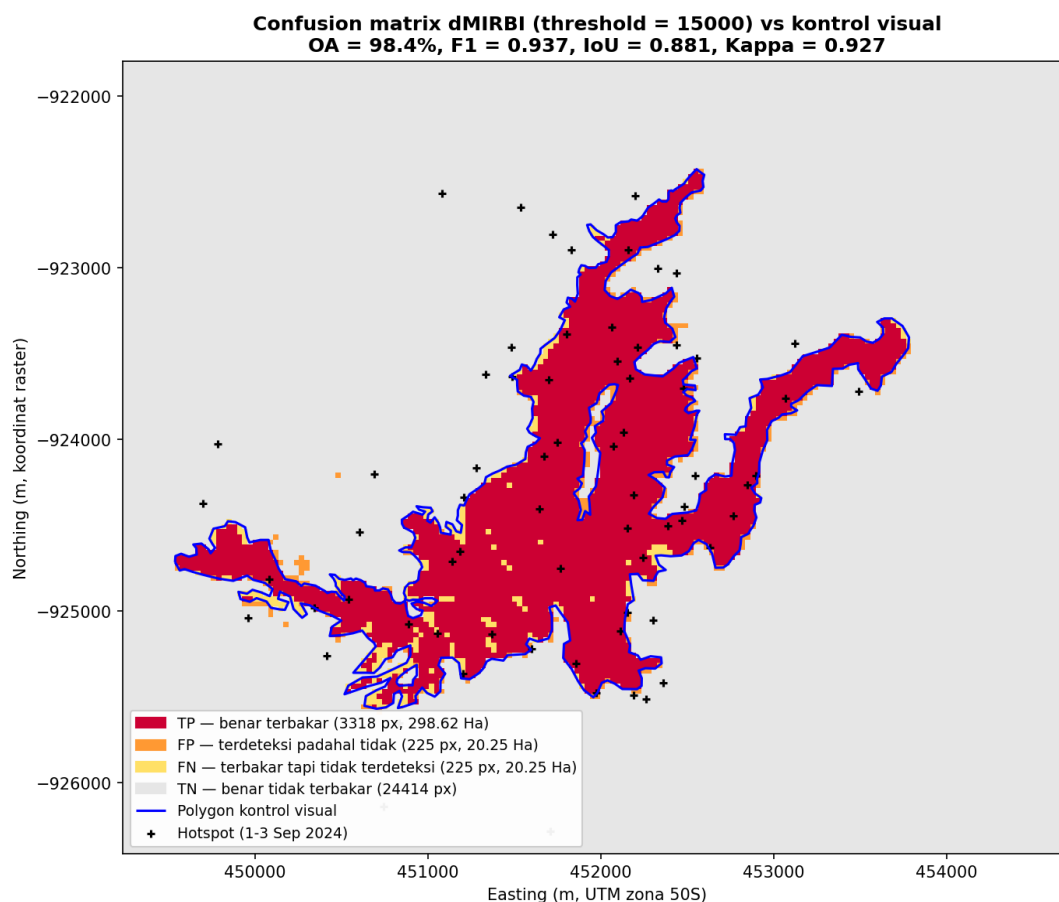 Confusion matrix dMIRBI (threshold = 15000) vs kontrol visual
OA = 98.4%, F1 = 0.937, IoU = 0.881, Kappa = 0.927
−922000
−923000
−924000
−925000
−926000
Northing (m, koordinat raster)
TP — benar terbakar (3318 px, 298.62 Ha)
FP — terdeteksi padahal tidak (225 px, 20.25 Ha)
FN — terbakar tapi tidak terdeteksi (225 px, 20.25 Ha)
TN — benar tidak terbakar (24414 px)
Polygon kontrol visual
Hotspot (1-3 Sep 2024)
450000
451000
452000
453000
454000
Easting (m, UTM zona 50S)